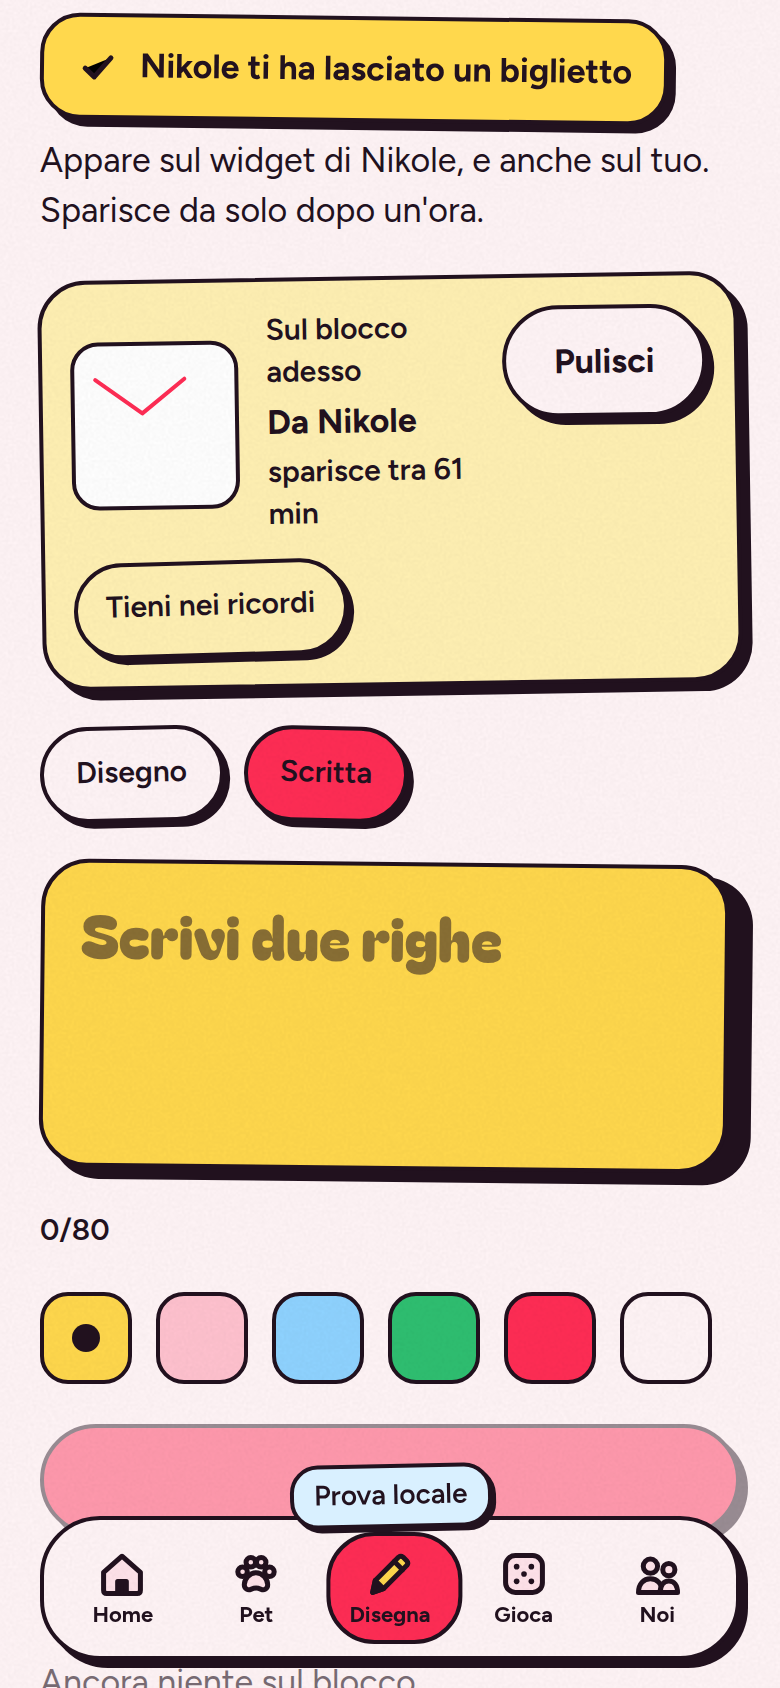 Nikole ti ha lasciato un biglietto
Appare sul widget di Nikole, e anche sul tuo.
Sparisce da solo dopo un'ora.
Sul blocco
adesso
Da Nikole
sparisce tra 61
min
Pulisci
Tieni nei ricordi
Disegno
Scritta
Scrivi due righe
0/80
Prova locale
Home
Pet
Disegna
Gioca
Noi
Ancora niente sul blocco